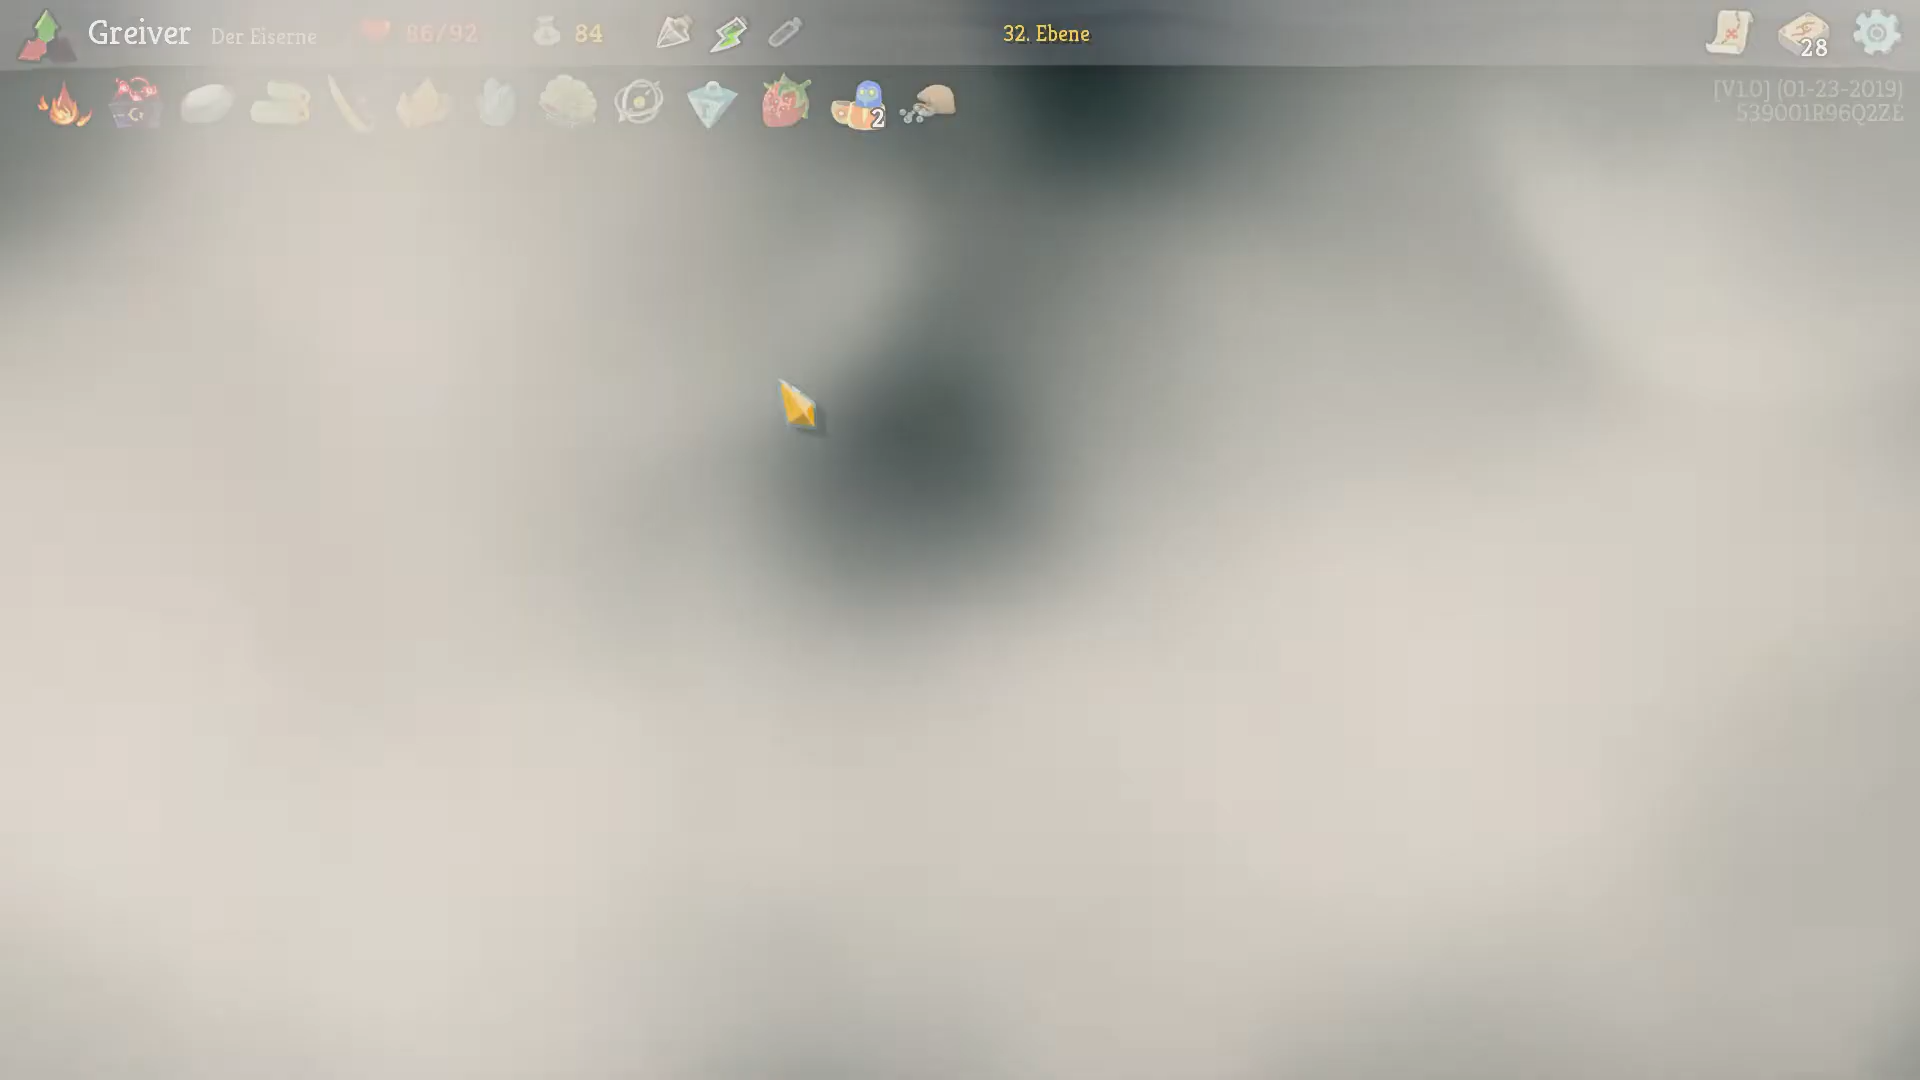 Greiver Der Eiserne 86/92 84 32. Ebene 28
[V1.0] (01-23-2019)
539001R96Q2ZE
2